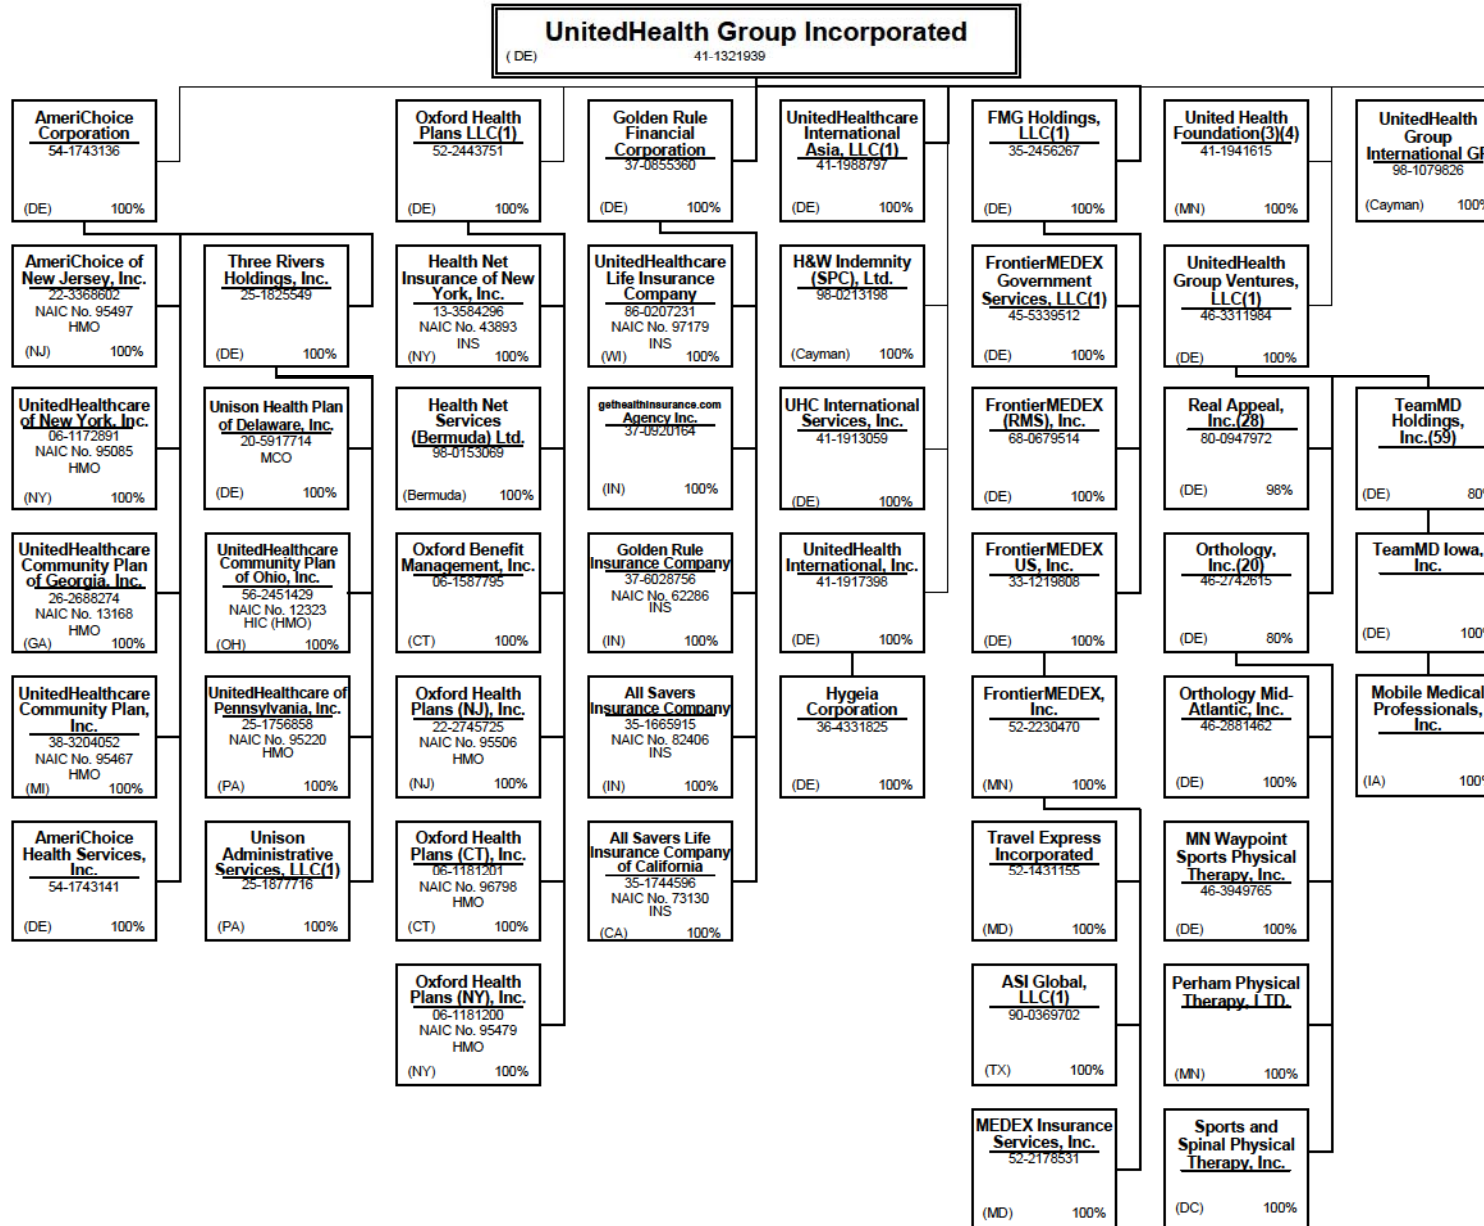 UnitedHealth Group Incorporated
( DE)
41-1321939
AmeriChoice
Corporation
54-1743136
(DE) 100%
Oxford Health
Plans LLC(1)
52-2443751
(DE) 100%
Golden Rule
Financial
Corporation
37-0855360
(DE) 100%
UnitedHealthcare
International
Asia, LLC(1)
41-1988797
(DE) 100%
FMG Holdings,
LLC(1)
35-2456267
(DE) 100%
United Health
Foundation(3)(4)
41-1941615
(MN) 100%
UnitedHealth
Group
International GP
98-1079826
(Cayman) 100%
AmeriChoice of
New Jersey, Inc.
22-3368602
NAIC No. 95497
HMO
(NJ) 100%
Three Rivers
Holdings, Inc.
25-1825549
(DE) 100%
Health Net
Insurance of New
York, Inc.
13-3584296
NAIC No. 43893
INS
(NY) 100%
UnitedHealthcare
Life Insurance
Company
86-0207231
NAIC No. 97179
INS
(WI) 100%
H&W Indemnity
(SPC), Ltd.
98-0213198
(Cayman) 100%
FrontierMEDEX
Government
Services, LLC(1)
45-5339512
(DE) 100%
UnitedHealth
Group Ventures,
LLC(1)
46-3311984
(DE) 100%
UnitedHealthcare
of New York, Inc.
06-1172891
NAIC No. 95085
HMO
(NY) 100%
Unison Health Plan
of Delaware, Inc.
20-5917714
MCO
(DE) 100%
Health Net
Services
(Bermuda) Ltd.
98-0153069
(Bermuda) 100%
gethealthinsurance.com
Agency Inc.
37-0920164
(IN) 100%
UHC International
Services, Inc.
41-1913059
(DE) 100%
FrontierMEDEX
(RMS), Inc.
68-0679514
(DE) 100%
Real Appeal,
Inc.(28)
80-0947972
(DE) 98%
TeamMD
Holdings,
Inc.(59)
(DE) 80%
UnitedHealthcare
Community Plan
of Georgia, Inc.
26-2688274
NAIC No. 13168
HMO
(GA) 100%
UnitedHealthcare
Community Plan
of Ohio, Inc.
56-2451429
NAIC No. 12323
HIC (HMO)
(OH) 100%
Oxford Benefit
Management, Inc.
06-1587795
(CT) 100%
Golden Rule
Insurance Company
37-6028756
NAIC No. 62286
INS
(IN) 100%
UnitedHealth
International, Inc.
41-1917398
(DE) 100%
FrontierMEDEX
US, Inc.
33-1219808
(DE) 100%
Orthology,
Inc.(20)
46-2742615
(DE) 80%
TeamMD Iowa,
Inc.
(DE) 100%
UnitedHealthcare
Community Plan,
Inc.
38-3204052
NAIC No. 95467
HMO
(MI) 100%
UnitedHealthcare of
Pennsylvania, Inc.
25-1756858
NAIC No. 95220
HMO
(PA) 100%
Oxford Health
Plans (NJ), Inc.
22-2745725
NAIC No. 95506
HMO
(NJ) 100%
All Savers
Insurance Company
35-1665915
NAIC No. 82406
INS
(IN) 100%
Hygeia
Corporation
36-4331825
(DE) 100%
FrontierMEDEX,
Inc.
52-2230470
(MN) 100%
Orthology Mid-
Atlantic, Inc.
46-2881462
(DE) 100%
Mobile Medical
Professionals,
Inc.
(IA) 100%
AmeriChoice
Health Services,
Inc.
54-1743141
(DE) 100%
Unison
Administrative
Services, LLC(1)
25-1877716
(PA) 100%
Oxford Health
Plans (CT), Inc.
06-1181201
NAIC No. 96798
HMO
(CT) 100%
All Savers Life
Insurance Company
of California
35-1744596
NAIC No. 73130
INS
(CA) 100%
Travel Express
Incorporated
52-1431155
(MD) 100%
MN Waypoint
Sports Physical
Therapy, Inc.
46-3949765
(DE) 100%
Oxford Health
Plans (NY), Inc.
06-1181200
NAIC No. 95479
HMO
(NY) 100%
ASI Global,
LLC(1)
90-0369702
(TX) 100%
Perham Physical
Therapy, LTD.
(MN) 100%
MEDEX Insurance
Services, Inc.
52-2178531
(MD) 100%
Sports and
Spinal Physical
Therapy, Inc.
(DC) 100%